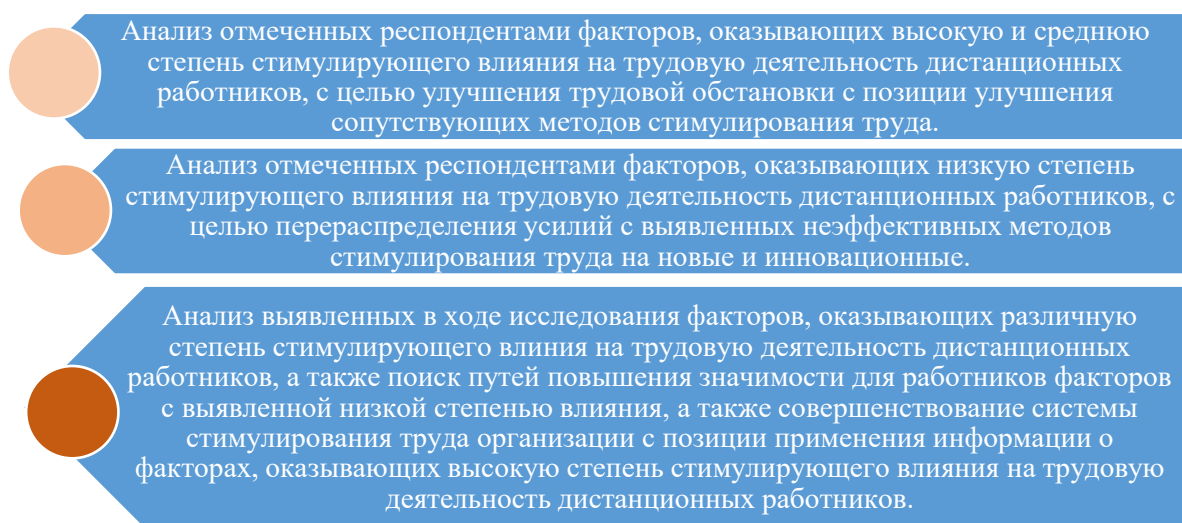 Анализ отмеченных респондентами факторов, оказывающих высокую и среднюю
степень стимулирующего влияния на трудовую деятельность дистанционных
работников, с целью улучшения трудовой обстановки с позиции улучшения
сопутствующих методов стимулирования труда.
Анализ отмеченных респондентами факторов, оказывающих низкую степень
стимулирующего влияния на трудовую деятельность дистанционных работников, с
целью перераспределения усилий с выявленных неэффективных методов
стимулирования труда на новые и инновационные.
Анализ выявленных в ходе исследования факторов, оказывающих различную
степень стимулирующего влиния на трудовую деятельность дистанционных
работников, а также поиск путей повышения значимости для работников факторов
с выявленной низкой степенью влияния, а также совершенствование системы
стимулирования труда организации с позиции применения информации о
факторах, оказывающих высокую степень стимулирующего влияния на трудовую
деятельность дистанционных работников.